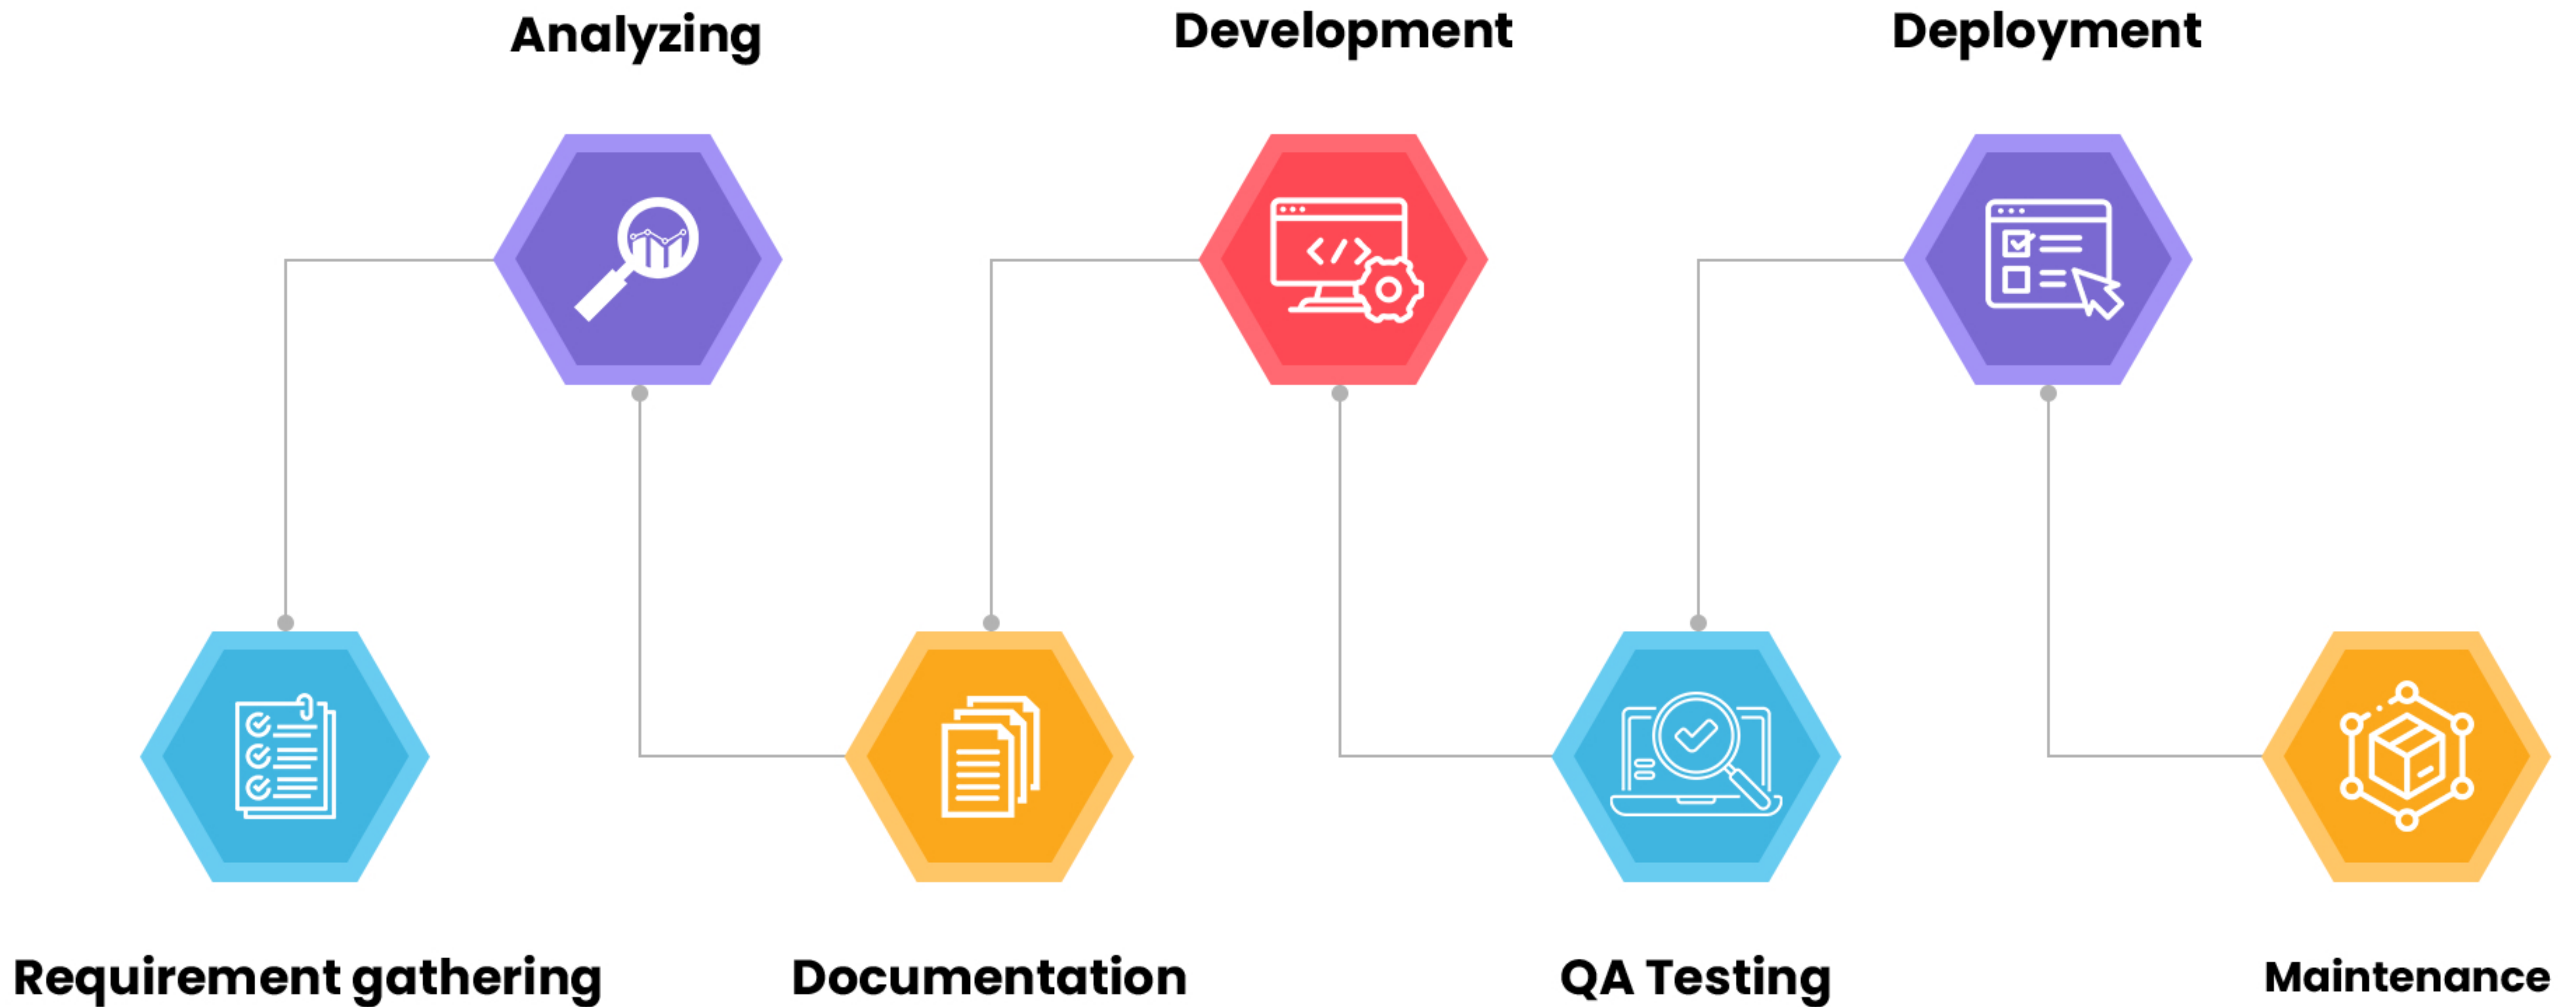 Analyzing
Development
Deployment
Requirement gathering
Documentation
QA Testing
Maintenance